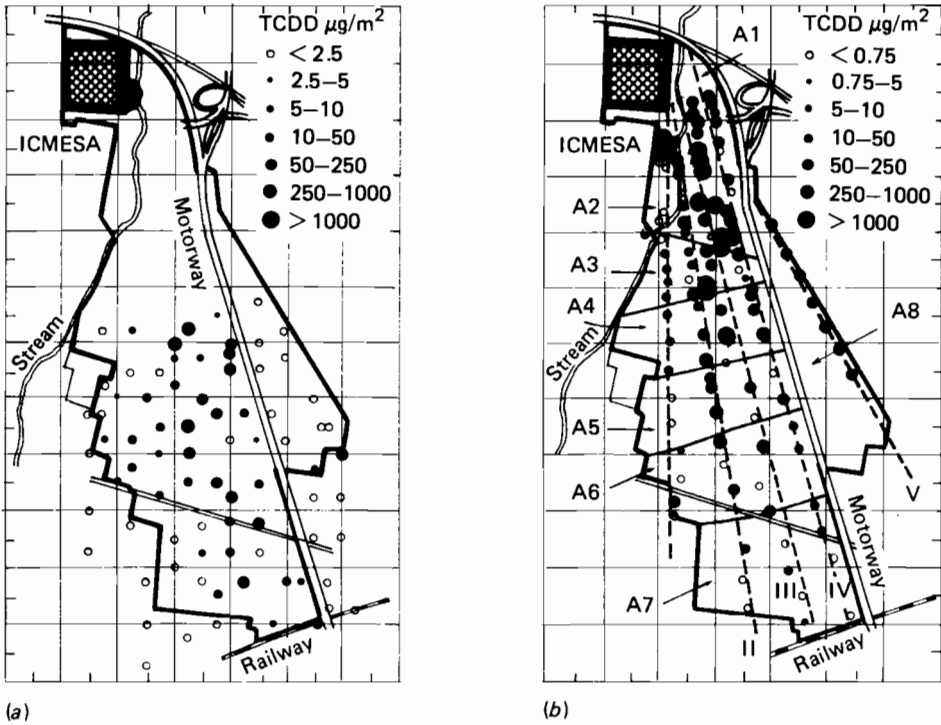 TCDD μg/m²
< 2.5
2.5–5
5–10
10–50
50–250
250–1000
> 1000
ICMESA
Motorway
Stream
Railway
(a)
TCDD μg/m²
A1
< 0.75
0.75–5
5–10
10–50
50–250
250–1000
> 1000
ICMESA
A2
A3
A4
A8
Stream
A5
A6
V
Motorway
A7
III
IV
II
Railway
(b)